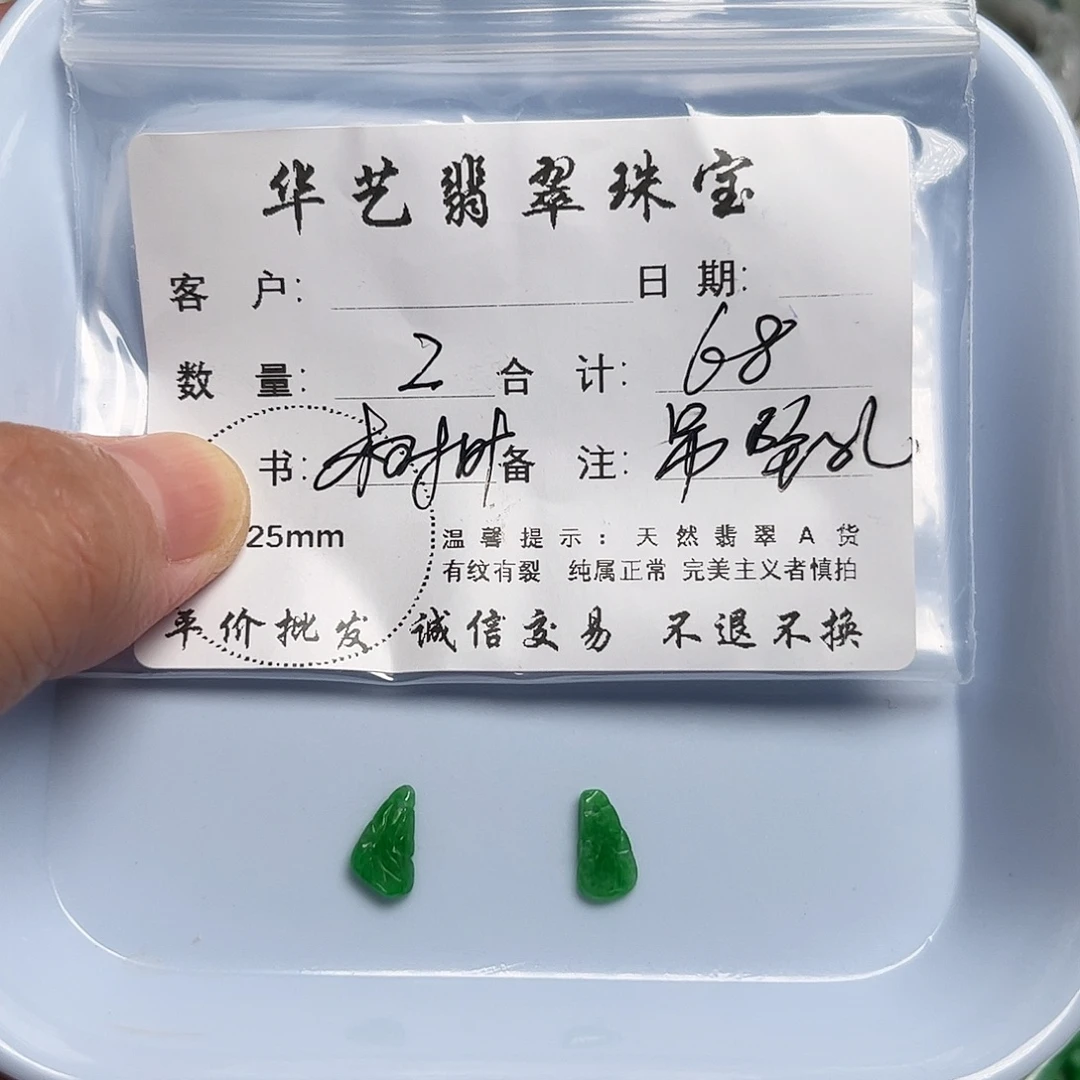 华艺翡翠珠宝
客 户: 日 期:
数 量: 2 合 计: 68
书: 备 注: 吊
25mm
温馨提示: 天然翡翠A货
有纹有裂 纯属正常 完美主义者慎拍
平价批发 诚信交易 不退不换